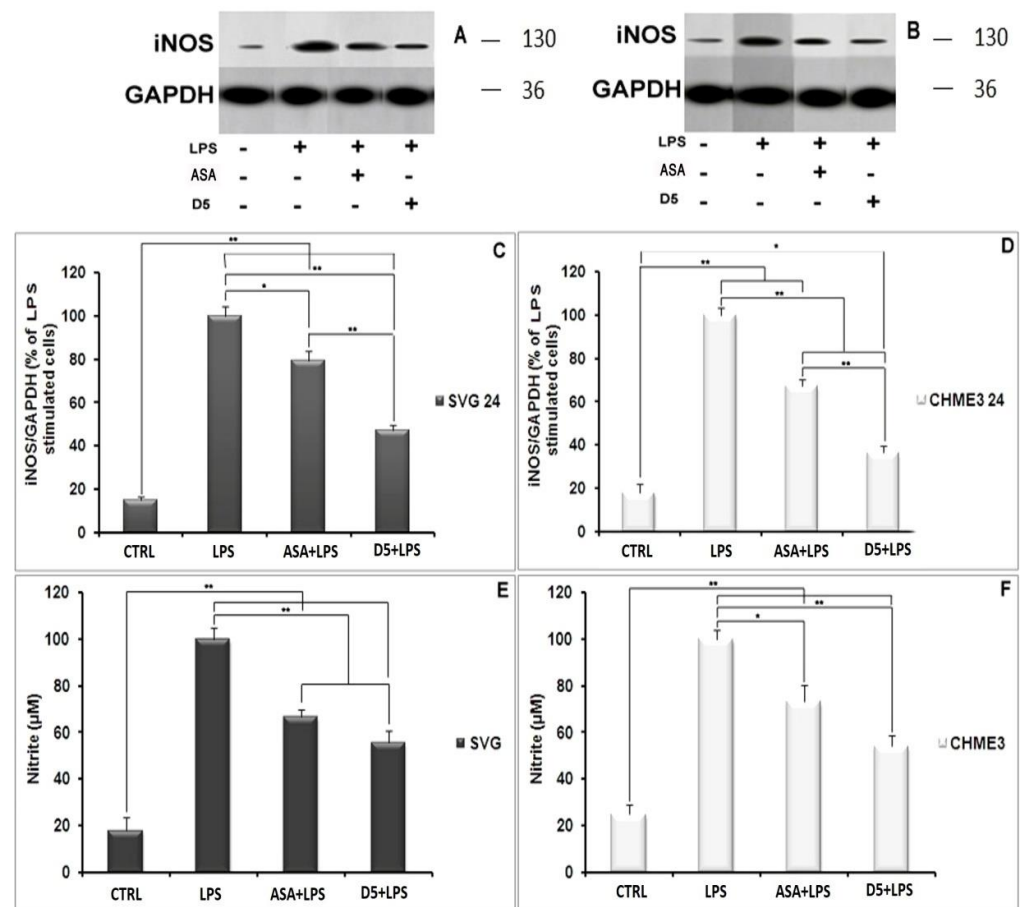 iNOS
A
— 130
GAPDH
— 36
LPS - + + +
ASA - - + -
D5 - - - +
iNOS
B
— 130
GAPDH
— 36
LPS - + + +
ASA - - + -
D5 - - - +
C
iNOS/GAPDH (% of LPS
stimulated cells)
120
100
80
60
40
20
0
**
**
*
**
CTRL LPS ASA+LPS D5+LPS
SVG 24
D
iNOS/GAPDH (% of LPS
stimulated cells)
120
100
80
60
40
20
0
*
**
**
**
CTRL LPS ASA+LPS D5+LPS
CHME3 24
E
Nitrite (µM)
120
100
80
60
40
20
0
**
**
CTRL LPS ASA+LPS D5+LPS
SVG
F
Nitrite (µM)
120
100
80
60
40
20
0
**
**
*
CTRL LPS ASA+LPS D5+LPS
CHME3